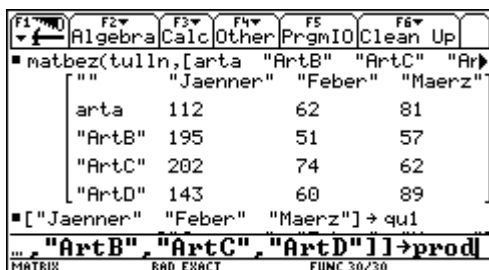 F1 F2 F3 F4 F5 F6
Algebra Calc Other PrgmIO Clean Up
■ matbez(tulln,[arta "ArtB" "ArtC" "Ar▶
"" "Jaenner" "Feber" "Maerz"
arta 112 62 81
"ArtB" 195 51 57
"ArtC" 202 74 62
"ArtD" 143 60 89
■ ["Jaenner" "Feber" "Maerz"] → qu1
…,"ArtB","ArtC","ArtD"]]→prod
MATRIX RAD EXACT FUNC 30/30